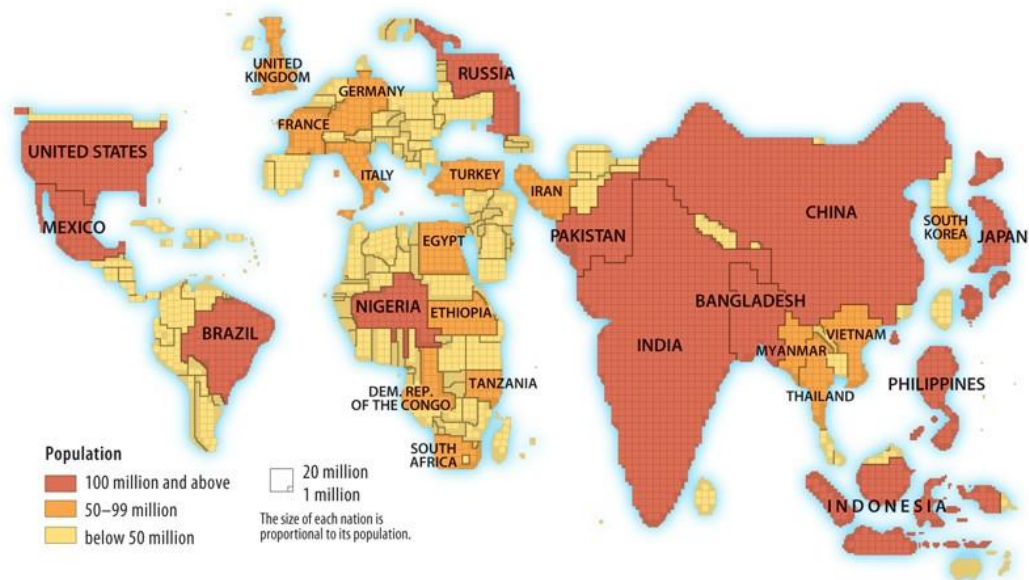 UNITED
KINGDOM
RUSSIA
GERMANY
FRANCE
UNITED STATES
ITALY
TURKEY
IRAN
MEXICO
EGYPT
PAKISTAN
CHINA
SOUTH
KOREA
JAPAN
NIGERIA
ETHIOPIA
BANGLADESH
BRAZIL
INDIA
VIETNAM
MYANMAR
DEM. REP.
OF THE CONGO
TANZANIA
THAILAND
PHILIPPINES
SOUTH
AFRICA
INDONESIA
Population
100 million and above
50–99 million
below 50 million
20 million
1 million
The size of each nation is
proportional to its population.